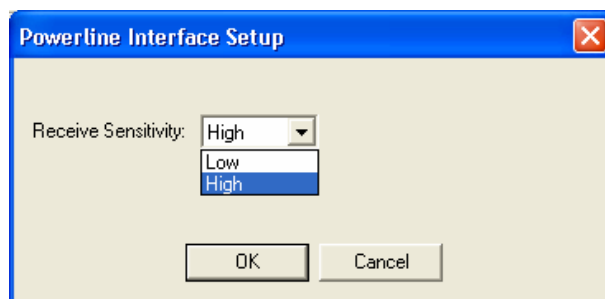 Powerline Interface Setup
Receive Sensitivity: High
Low
High
OK Cancel